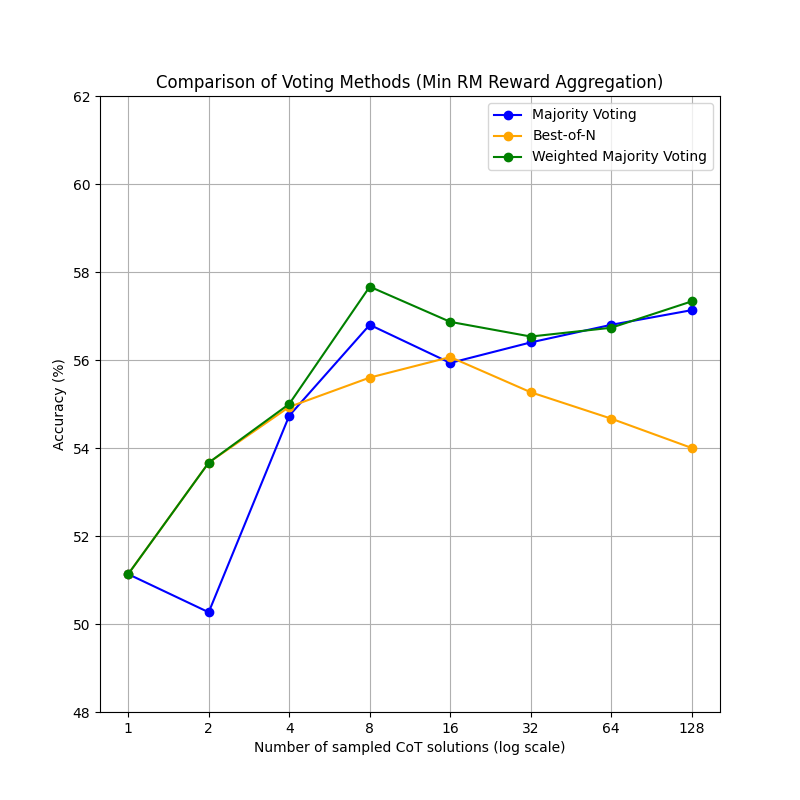 Comparison of Voting Methods (Min RM Reward Aggregation)
Majority Voting
Best-of-N
Weighted Majority Voting
Accuracy (%)
62
60
58
56
54
52
50
48
1 2 4 8 16 32 64 128
Number of sampled CoT solutions (log scale)